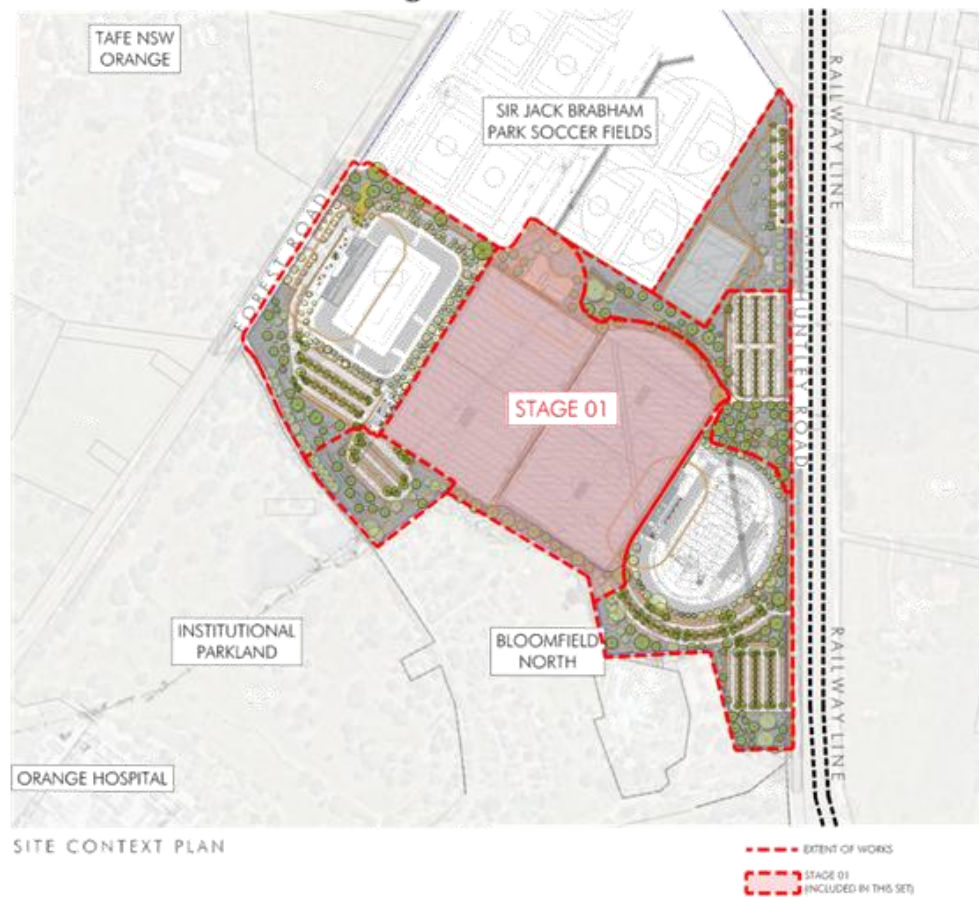 TAFE NSW
ORANGE
SIR JACK BRABHAM
PARK SOCCER FIELDS
RAILWAY LINE
FOREST ROAD
HUNTLEY ROAD
STAGE 01
INSTITUTIONAL
PARKLAND
BLOOMFIELD
NORTH
RAILWAY LINE
ORANGE HOSPITAL
SITE CONTEXT PLAN
EXTENT OF WORKS
STAGE 01
(INCLUDED IN THIS SET)